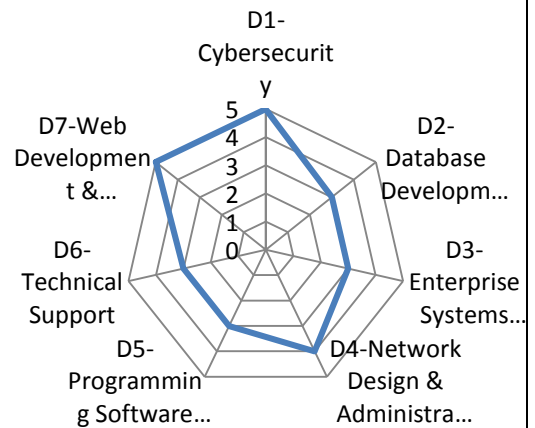 D1-
Cybersecurit
y
5
4
3
2
1
0
D2-
Database
Developm...
D3-
Enterprise
Systems...
D4-Network
Design &
Administra...
D5-
Programmin
g Software...
D6-
Technical
Support
D7-Web
Developmen
t &...